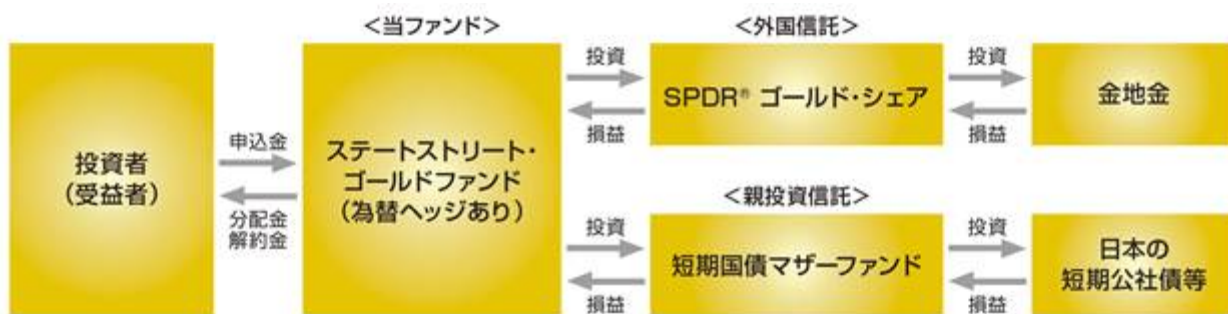 <当ファンド>
<外国信託>
投資者
(受益者)
申込金
分配金
解約金
ステートストリート・
ゴールドファンド
(為替ヘッジあり)
投資
損益
SPDR® ゴールド・シェア
投資
損益
金地金
<親投資信託>
投資
損益
短期国債マザーファンド
投資
損益
日本の
短期公社債等